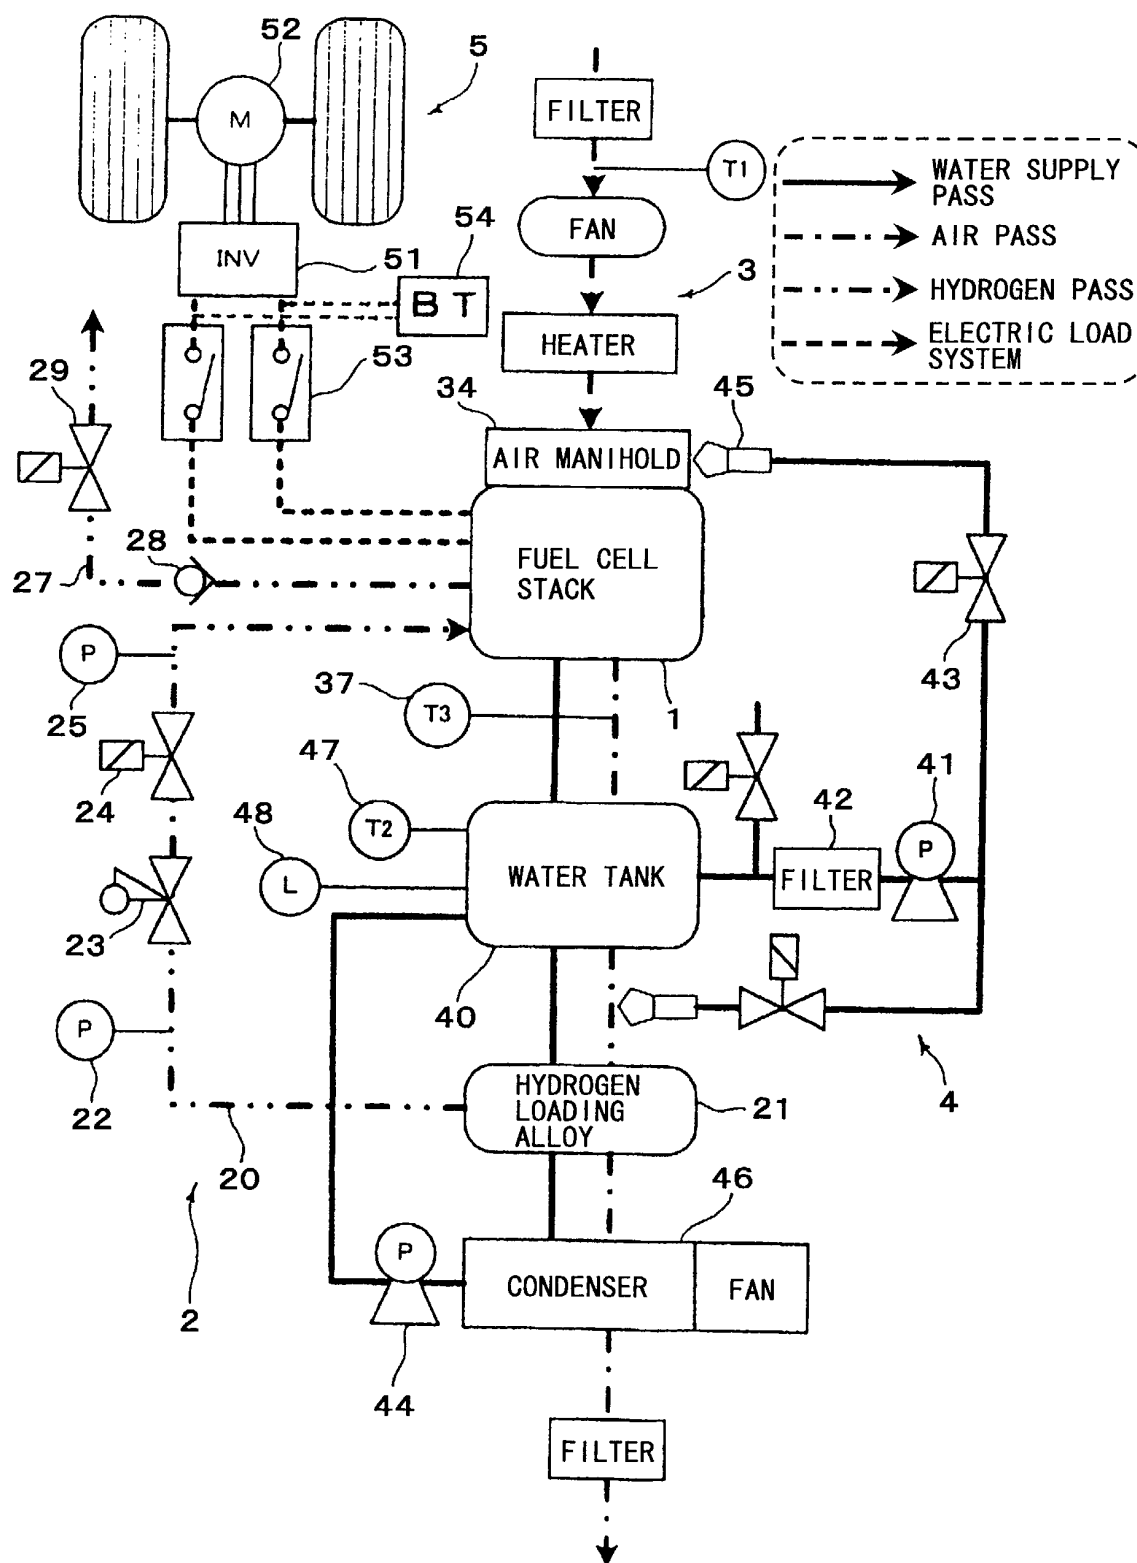 52
5
M
FILTER
T1
WATER SUPPLY
PASS
AIR PASS
HYDROGEN PASS
ELECTRIC LOAD
SYSTEM
FAN
INV
51
54
BT
3
HEATER
53
29
34
45
AIR MANIHOLD
28
27
FUEL CELL
STACK
P
25
43
37
1
T3
24
47
41
42
48
T2
P
L
WATER TANK
FILTER
23
40
P
22
HYDROGEN
LOADING
ALLOY
21
4
20
46
P
CONDENSER
FAN
2
44
FILTER